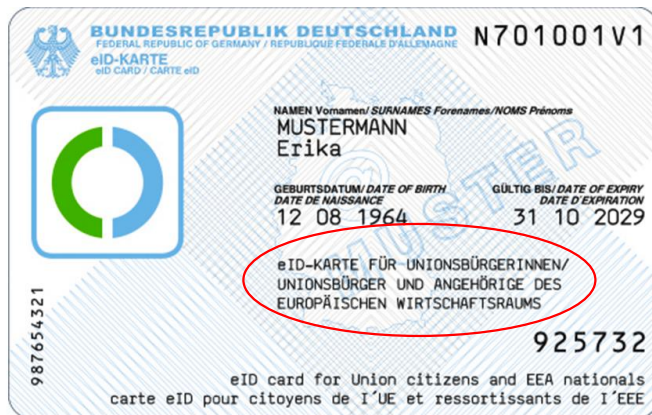 BUNDESREPUBLIK DEUTSCHLAND
N701001V1
FEDERAL REPUBLIC OF GERMANY / REPUBLIQUE FEDERALE D'ALLEMAGNE
eID-KARTE
eID CARD / CARTE eID
NAMEN Vornamen/ SURNAMES Forenames/NOMS Prénoms
MUSTERMANN
Erika
GEBURTSDATUM/ DATE OF BIRTH
DATE DE NAISSANCE
12 08 1964
GÜLTIG BIS/ DATE OF EXPIRY
DATE D'EXPIRATION
31 10 2029
MUSTER
eID-KARTE FÜR UNIONSBÜRGERINNEN/
UNIONSBÜRGER UND ANGEHÖRIGE DES
EUROPÄISCHEN WIRTSCHAFTSRAUMS
987654321
925732
eID card for Union citizens and EEA nationals
carte eID pour citoyens de l´UE et ressortissants de l´EEE